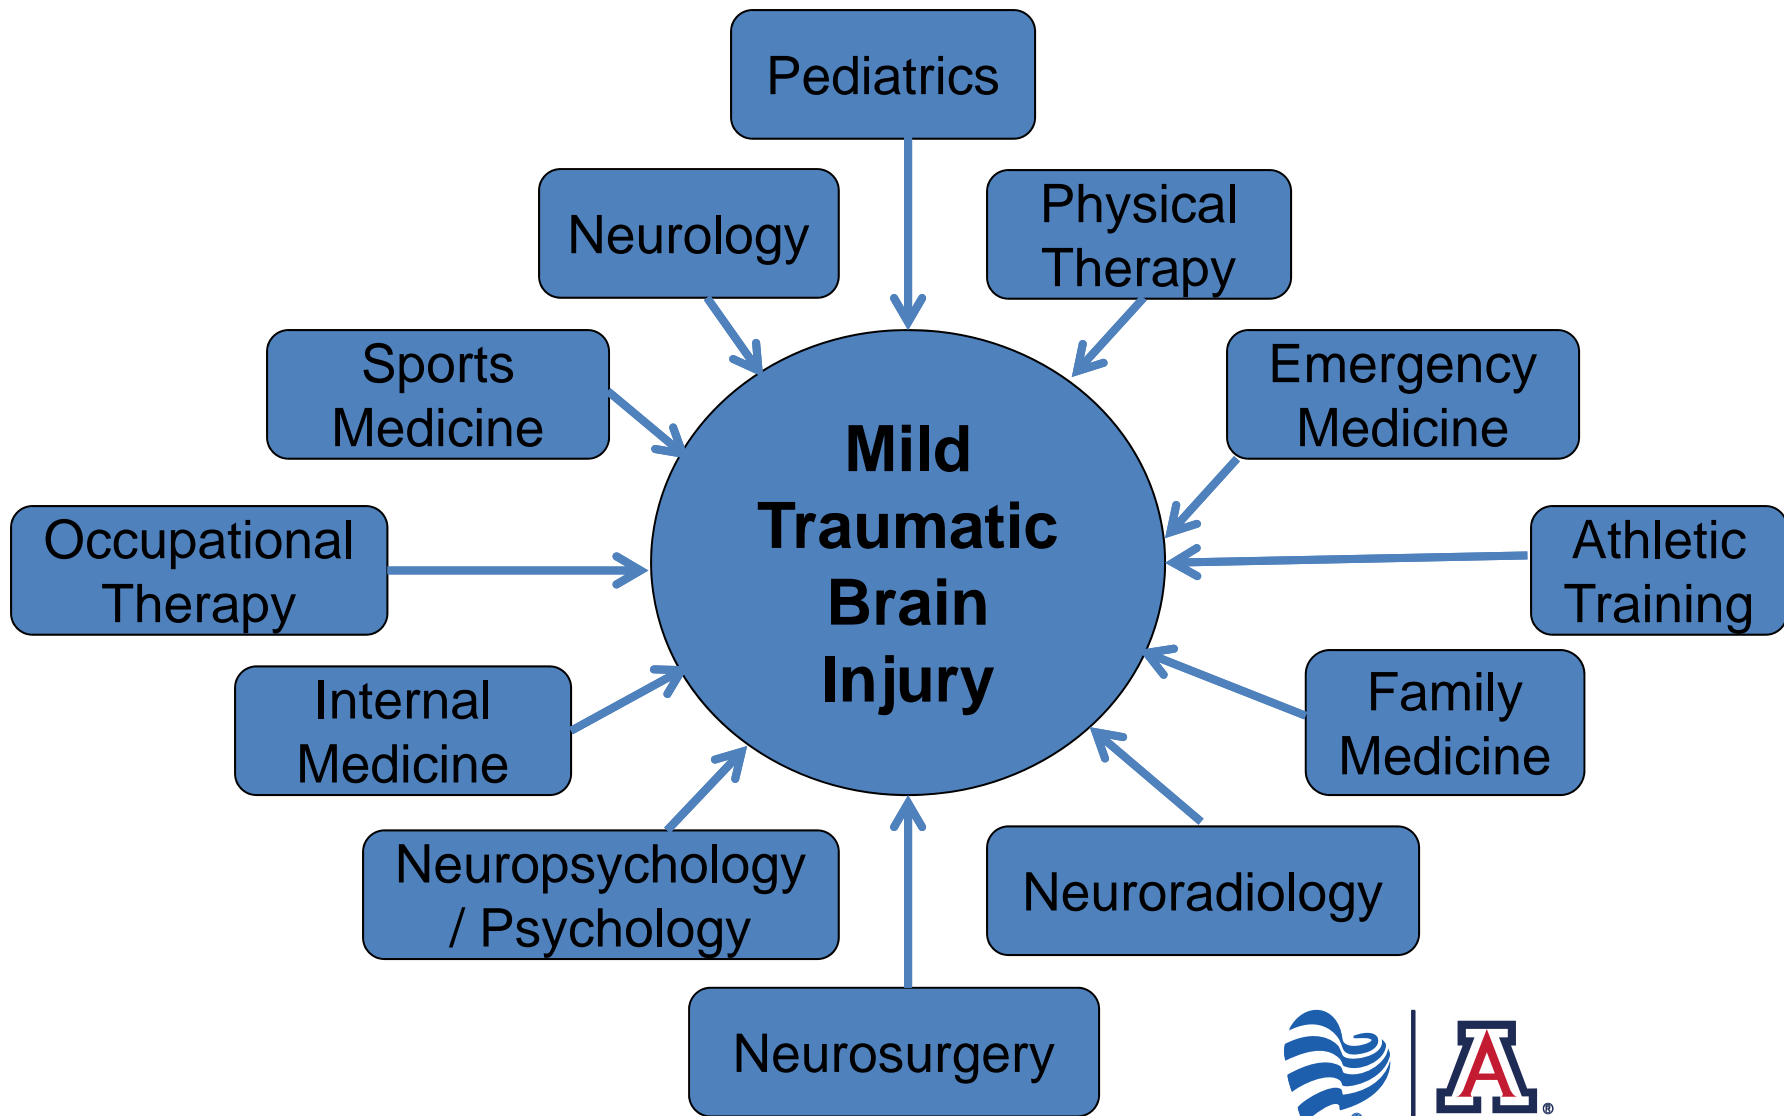 Pediatrics
Neurology
Physical
Therapy
Sports
Medicine
Emergency
Medicine
Mild
Traumatic
Brain
Injury
Occupational
Therapy
Athletic
Training
Internal
Medicine
Family
Medicine
Neuropsychology
/ Psychology
Neuroradiology
Neurosurgery
A®
®